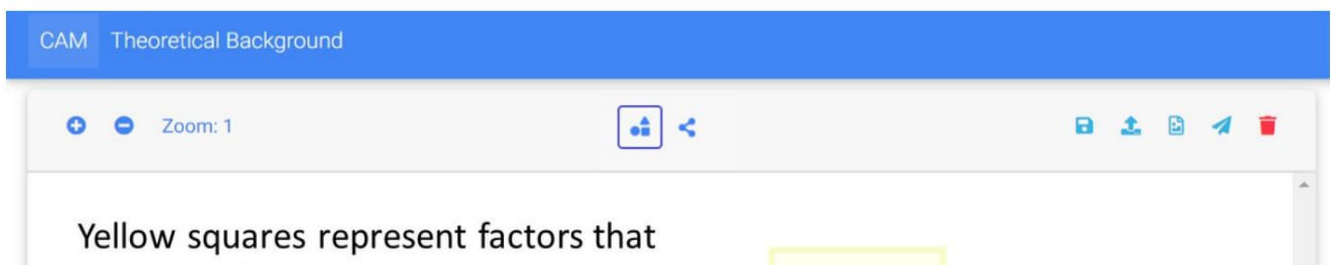 CAM Theoretical Background
Zoom: 1
Yellow squares represent factors that